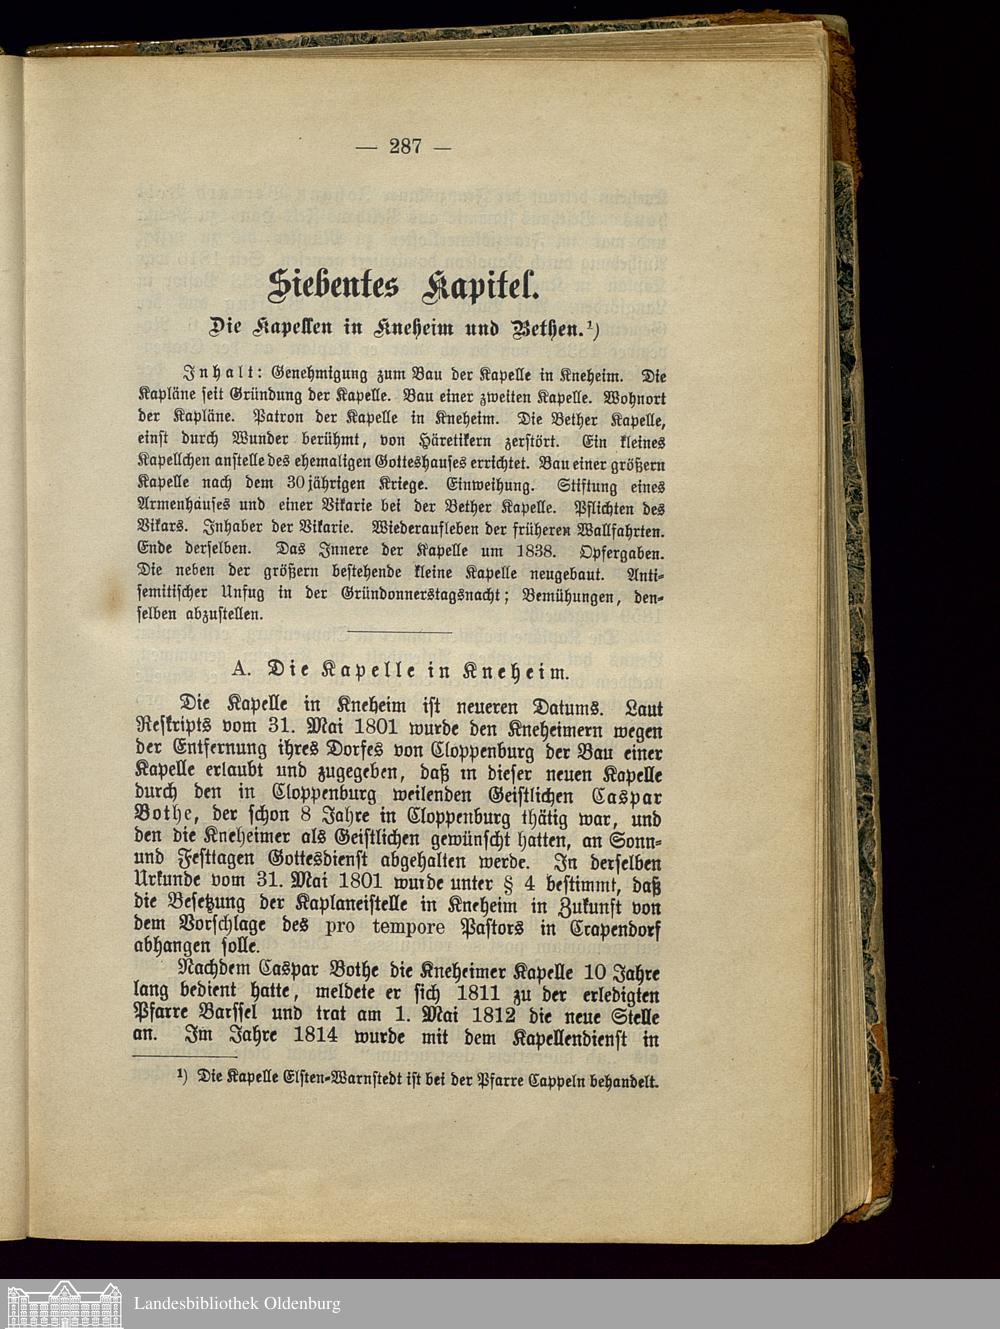 — 287 —
Siebentes Kapitel.
Die Kapellen in Kneheim und Bethen.¹)
Inhalt: Genehmigung zum Bau der Kapelle in Kneheim. Die
Kapläne seit Gründung der Kapelle. Bau einer zweiten Kapelle. Wohnort
der Kapläne. Patron der Kapelle in Kneheim. Die Bether Kapelle,
einst durch Wunder berühmt, von Häretikern zerstört. Ein kleines
Kapellchen anstelle des ehemaligen Gotteshauses errichtet. Bau einer größern
Kapelle nach dem 30jährigen Kriege. Einweihung. Stiftung eines
Armenhauses und einer Vikarie bei der Bether Kapelle. Pflichten des
Vikars. Inhaber der Vikarie. Wiederaufleben der früheren Wallfahrten.
Ende derselben. Das Innere der Kapelle um 1838. Opfergaben.
Die neben der größern bestehende kleine Kapelle neugebaut. Anti-
semitischer Unfug in der Gründonnerstagsnacht; Bemühungen, den-
selben abzustellen.
A. Die Kapelle in Kneheim.
Die Kapelle in Kneheim ist neueren Datums. Laut
Reskripts vom 31. Mai 1801 wurde den Kneheimern wegen
der Entfernung ihres Dorfes von Cloppenburg der Bau einer
Kapelle erlaubt und zugegeben, daß in dieser neuen Kapelle
durch den in Cloppenburg weilenden Geistlichen Caspar
Bothe, der schon 8 Jahre in Cloppenburg thätig war, und
den die Kneheimer als Geistlichen gewünscht hatten, an Sonn-
und Festtagen Gottesdienst abgehalten werde. In derselben
Urkunde vom 31. Mai 1801 wurde unter § 4 bestimmt, daß
die Besetzung der Kaplaneistelle in Kneheim in Zukunft von
dem Vorschlage des pro tempore Pastors in Crapendorf
abhangen solle.
Nachdem Caspar Bothe die Kneheimer Kapelle 10 Jahre
lang bedient hatte, meldete er sich 1811 zu der erledigten
Pfarre Barssel und trat am 1. Mai 1812 die neue Stelle
an. Im Jahre 1814 wurde mit dem Kapellendienst in
¹) Die Kapelle Elsten-Warnstedt ist bei der Pfarre Cappeln behandelt.
Landesbibliothek Oldenburg